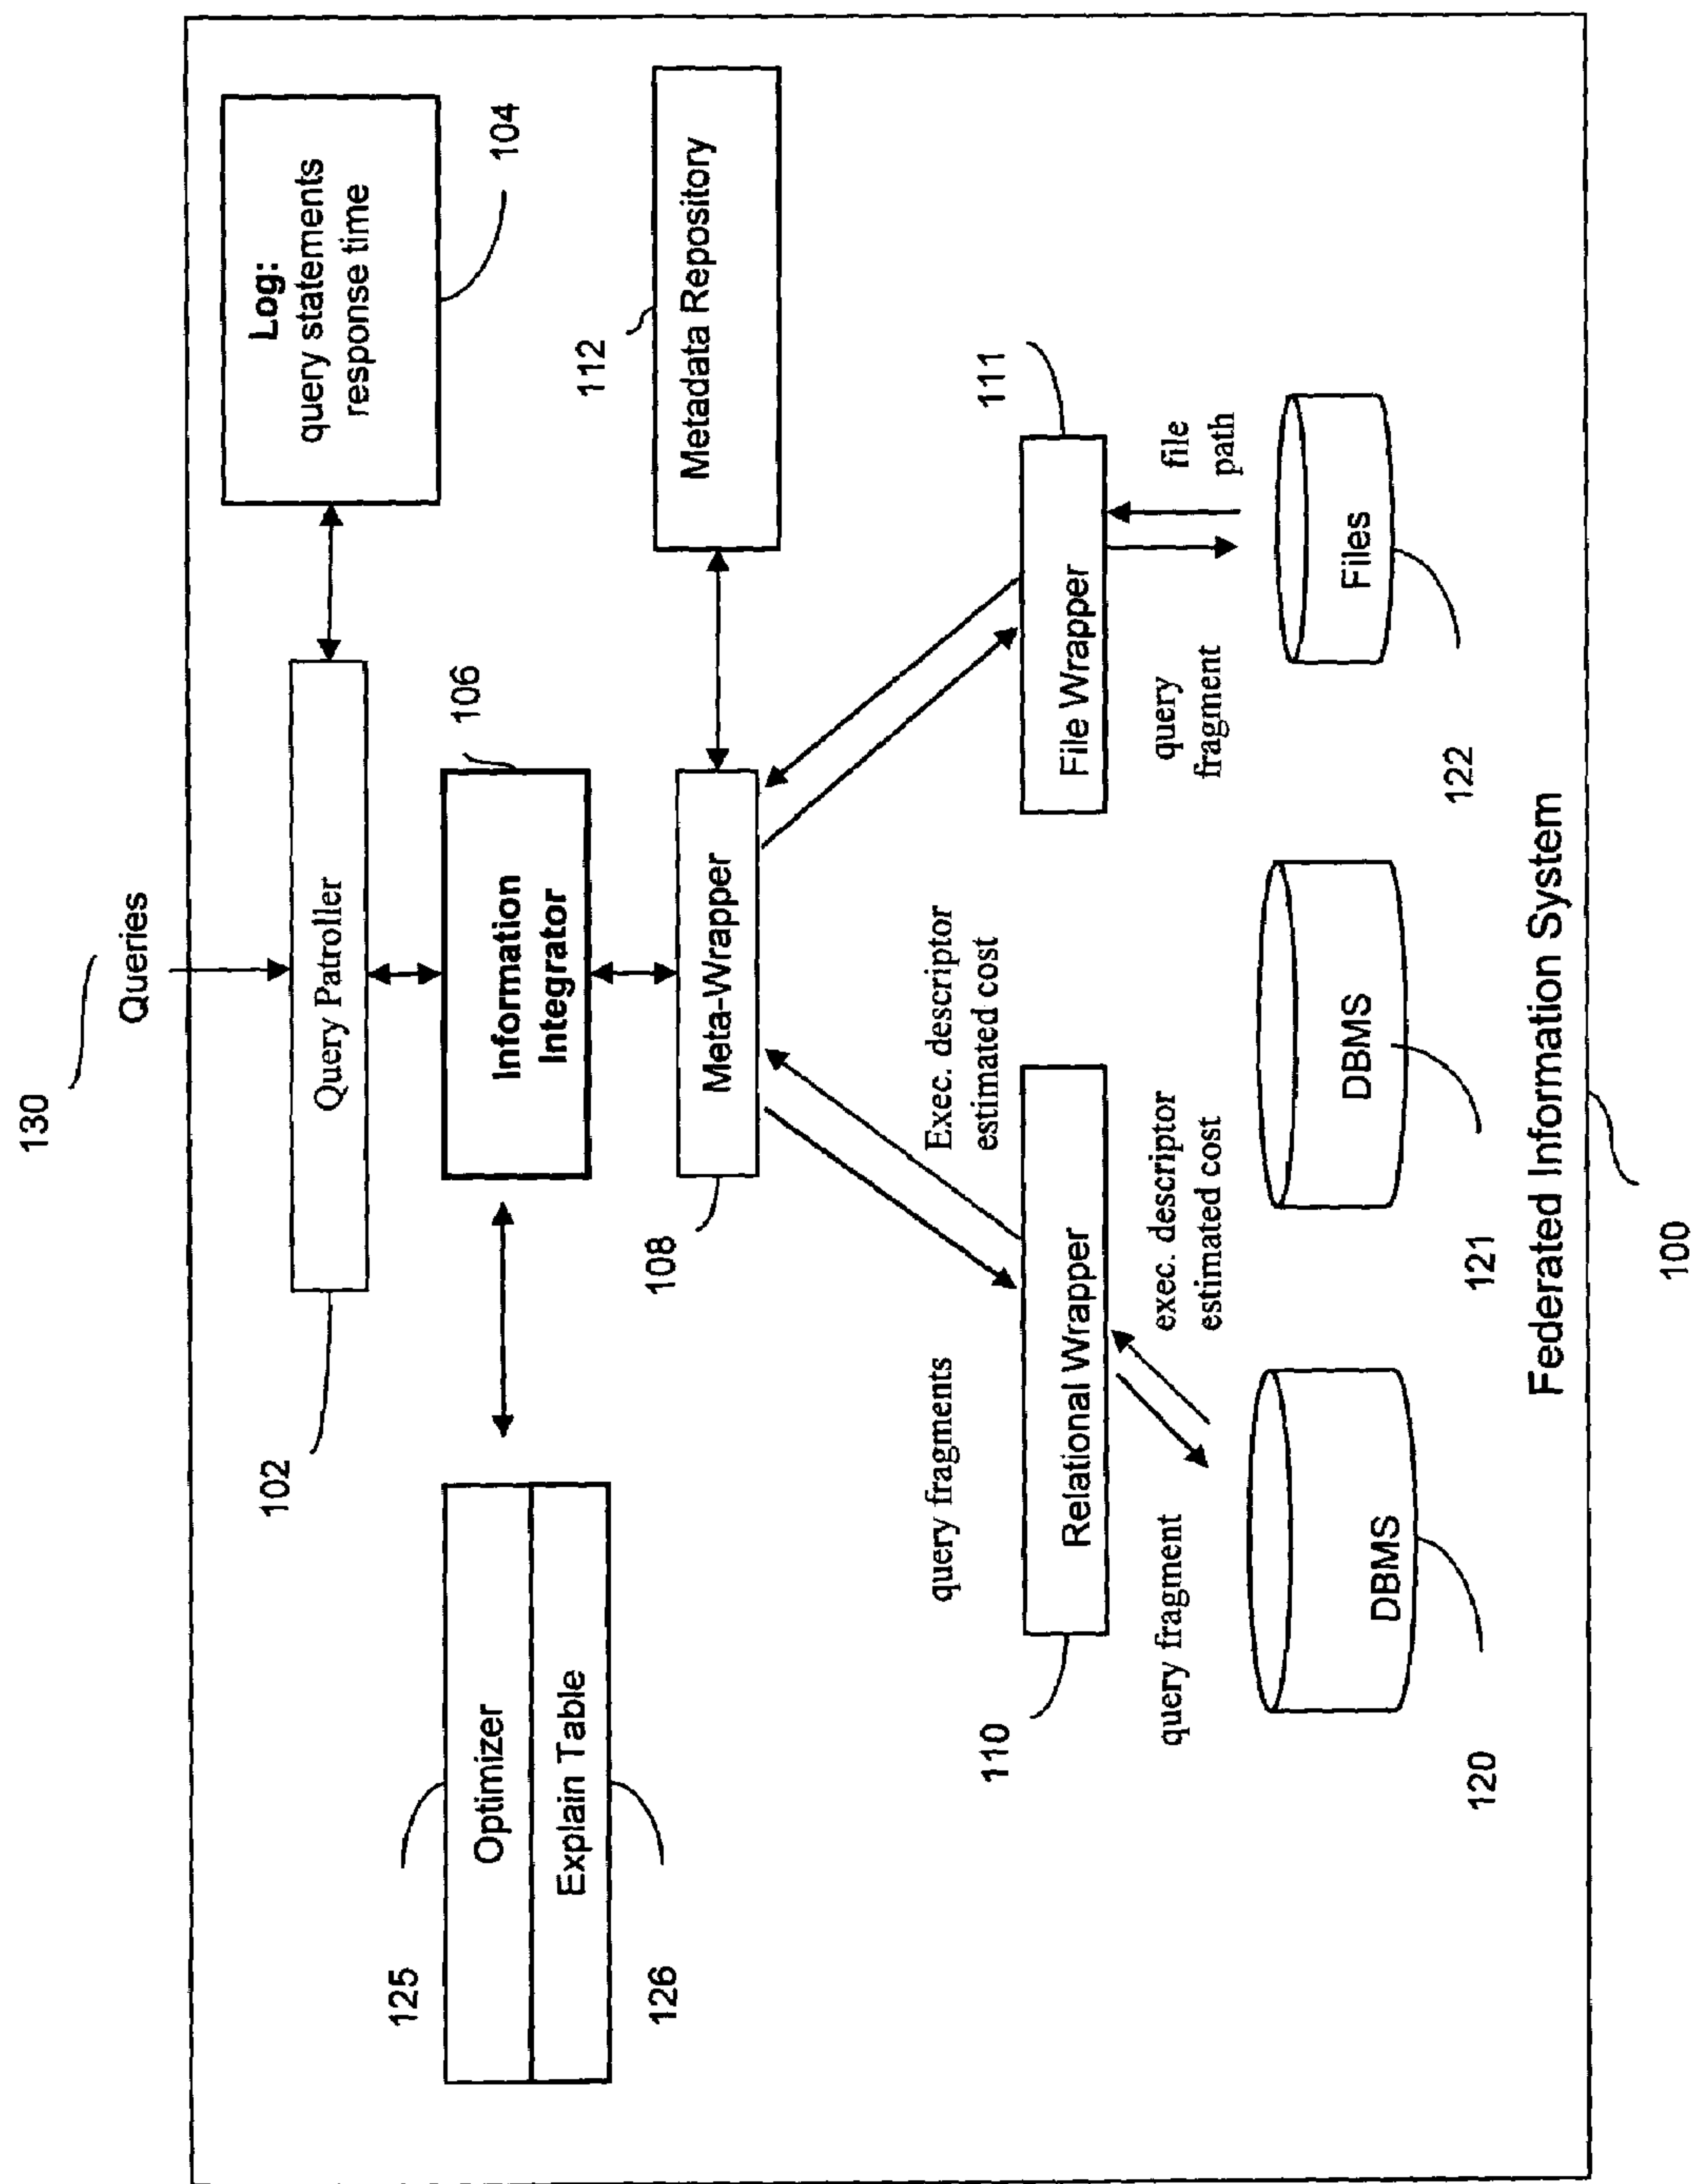 130
Queries
102
Query Patroller
Log:
query statements
response time
104
125
Optimizer
Explain Table
126
Information
Integrator
106
108
Meta-Wrapper
112
Metadata Repository
query fragments
Exec. descriptor
estimated cost
110
Relational Wrapper
File Wrapper
111
query fragment
exec. descriptor
estimated cost
query
fragment
file
path
DBMS
120
DBMS
121
Files
122
Federated Information System
100